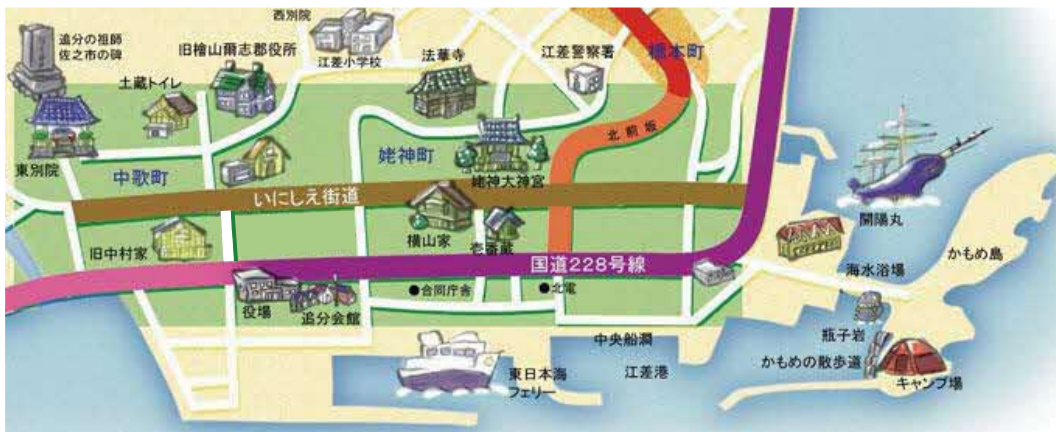 西別院
追分の祖師
佐之市の碑
旧檜山爾志郡役所
江差小学校
法華寺
江差警察署
橋本町
土蔵トイレ
北前坂
東別院
中歌町
姥神町
姥神大神宮
いにしえ街道
開陽丸
旧中村家
横山家
壱番蔵
国道228号線
海水浴場
かもめ島
役場
追分会館
●合同庁舎
●北電
中央船澗
瓶子岩
東日本海
フェリー
江差港
かもめの散歩道
キャンプ場